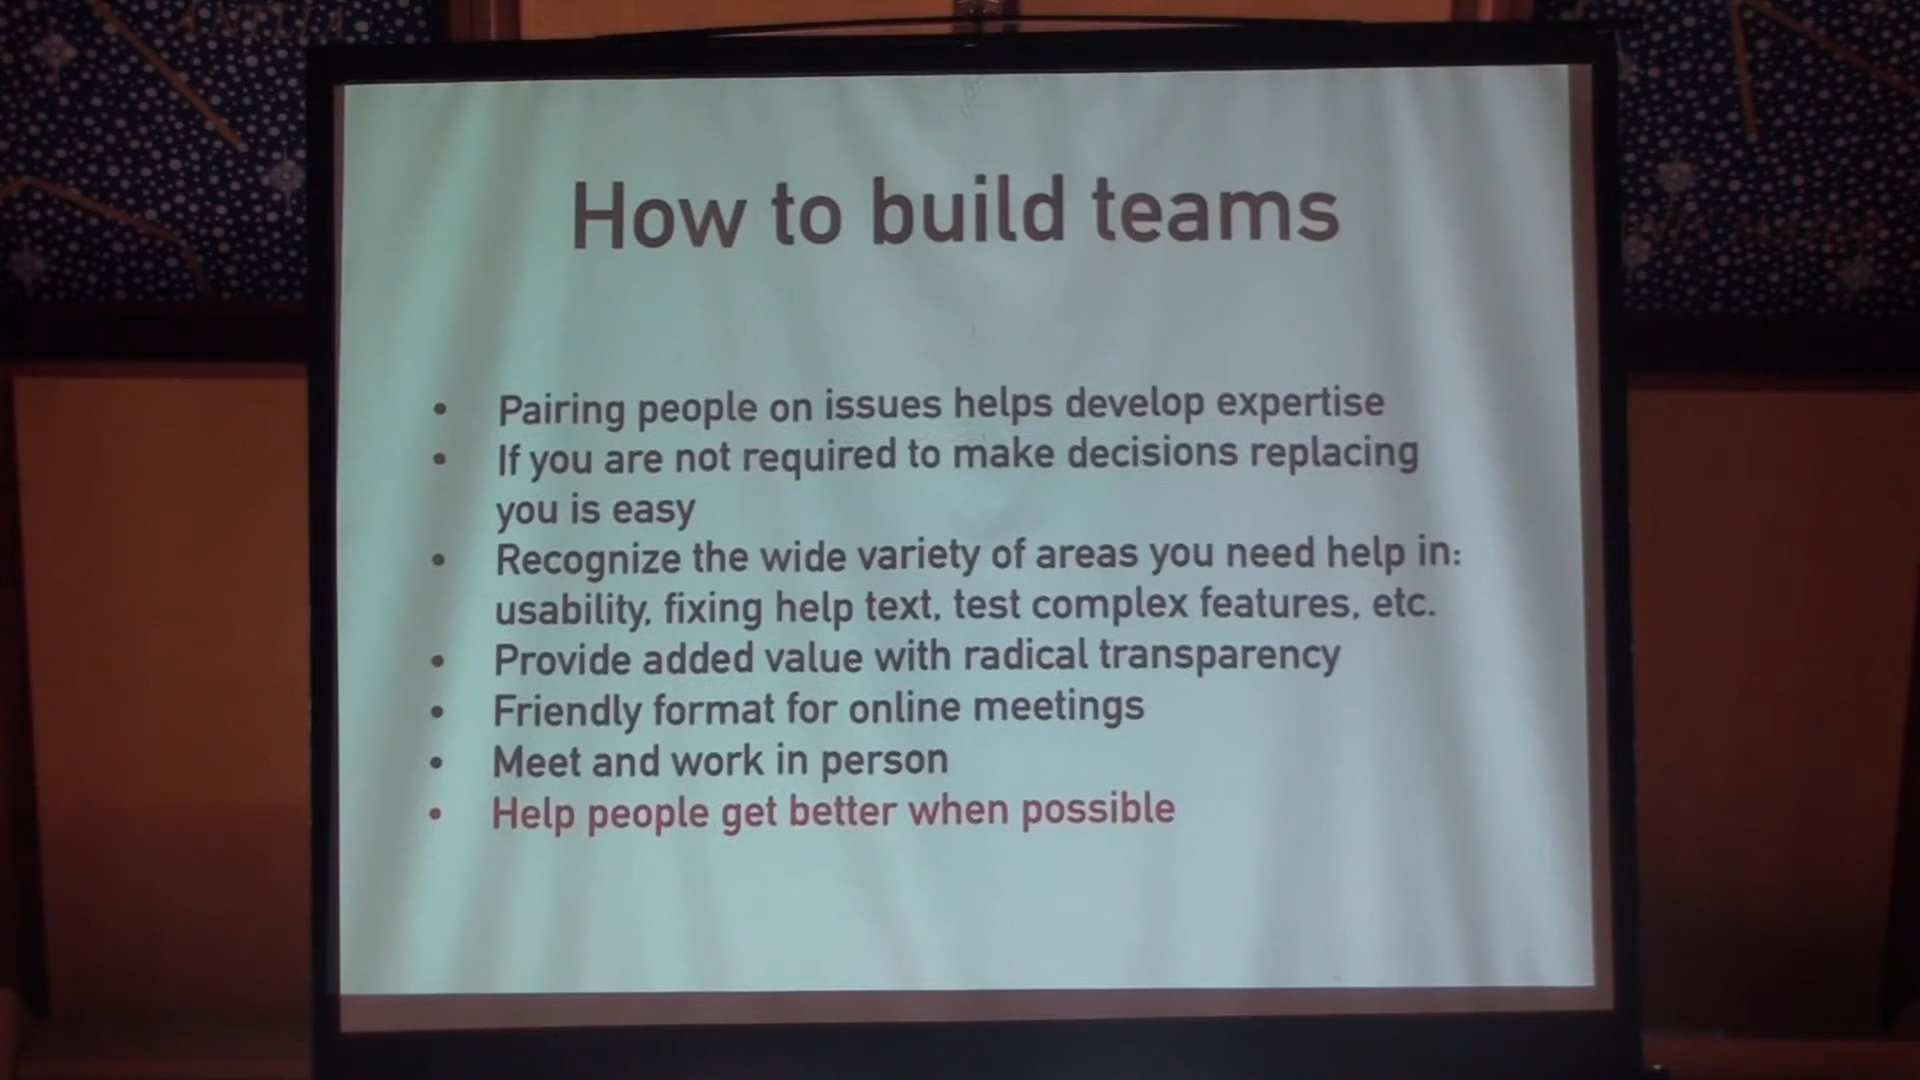 How to build teams
• Pairing people on issues helps develop expertise
• If you are not required to make decisions replacing
you is easy
• Recognize the wide variety of areas you need help in:
usability, fixing help text, test complex features, etc.
• Provide added value with radical transparency
• Friendly format for online meetings
• Meet and work in person
• Help people get better when possible